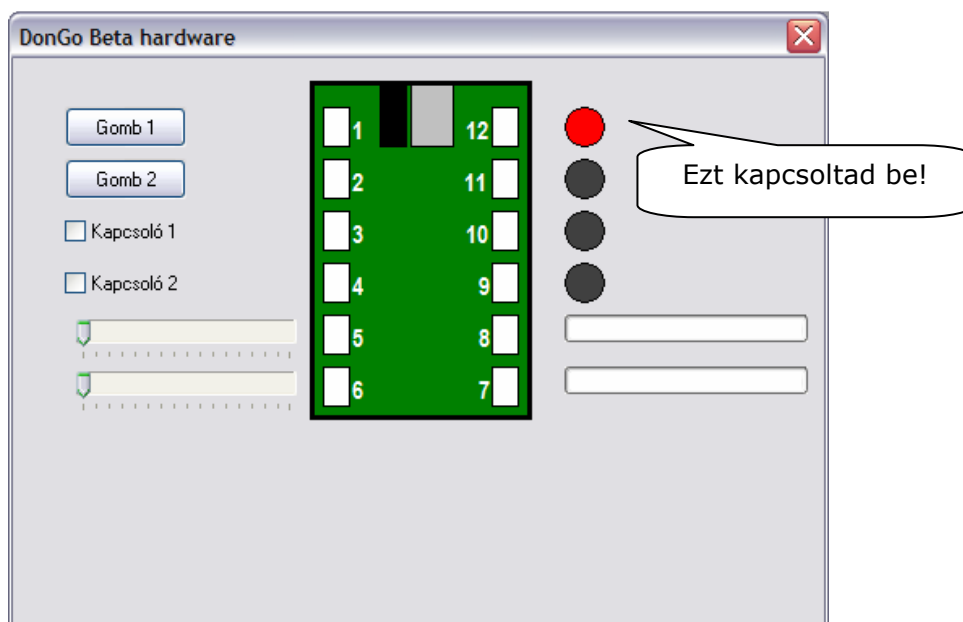 DonGo Beta hardware
Gomb 1
1
12
Ezt kapcsoltad be!
Gomb 2
2
11
Kapcsoló 1
3
10
Kapcsoló 2
4
9
5
8
6
7